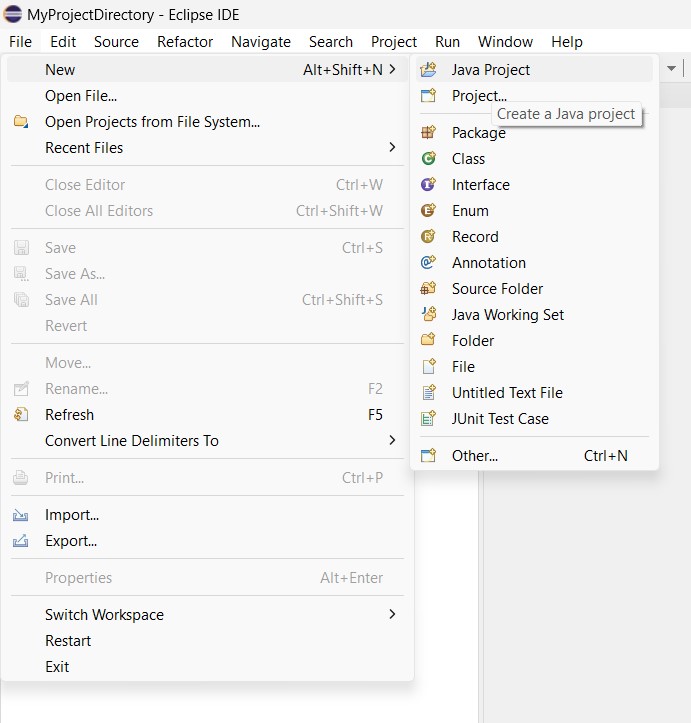 MyProjectDirectory - Eclipse IDE
File Edit Source Refactor Navigate Search Project Run Window Help
New Alt+Shift+N
Open File...
Open Projects from File System...
Recent Files
Close Editor Ctrl+W
Close All Editors Ctrl+Shift+W
Save Ctrl+S
Save As...
Save All Ctrl+Shift+S
Revert
Move...
Rename... F2
Refresh F5
Convert Line Delimiters To
Print... Ctrl+P
Import...
Export...
Properties Alt+Enter
Switch Workspace
Restart
Exit
Java Project
Project...
Create a Java project
Package
Class
Interface
Enum
Record
Annotation
Source Folder
Java Working Set
Folder
File
Untitled Text File
JUnit Test Case
Other... Ctrl+N